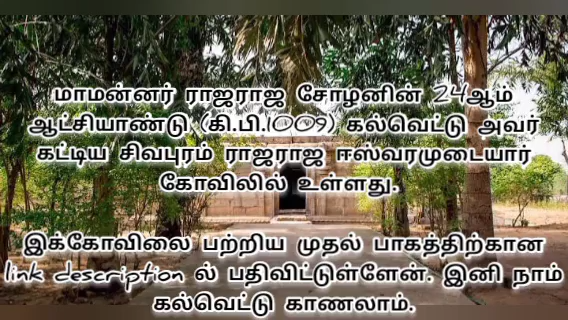 மாமன்னர் ராஜராஜ சோழனின் 24ஆம்
ஆட்சியாண்டு (கி.பி.1009) கல்வெட்டு அவர்
கட்டிய சிவபுரம் ராஜராஜ ஈஸ்வரமுடையார்
கோவிலில் உள்ளது.
இக்கோவிலை பற்றிய முதல் பாகத்திற்கான
link description ல் பதிவிட்டுள்ளேன். இனி நாம்
கல்வெட்டு காணலாம்.